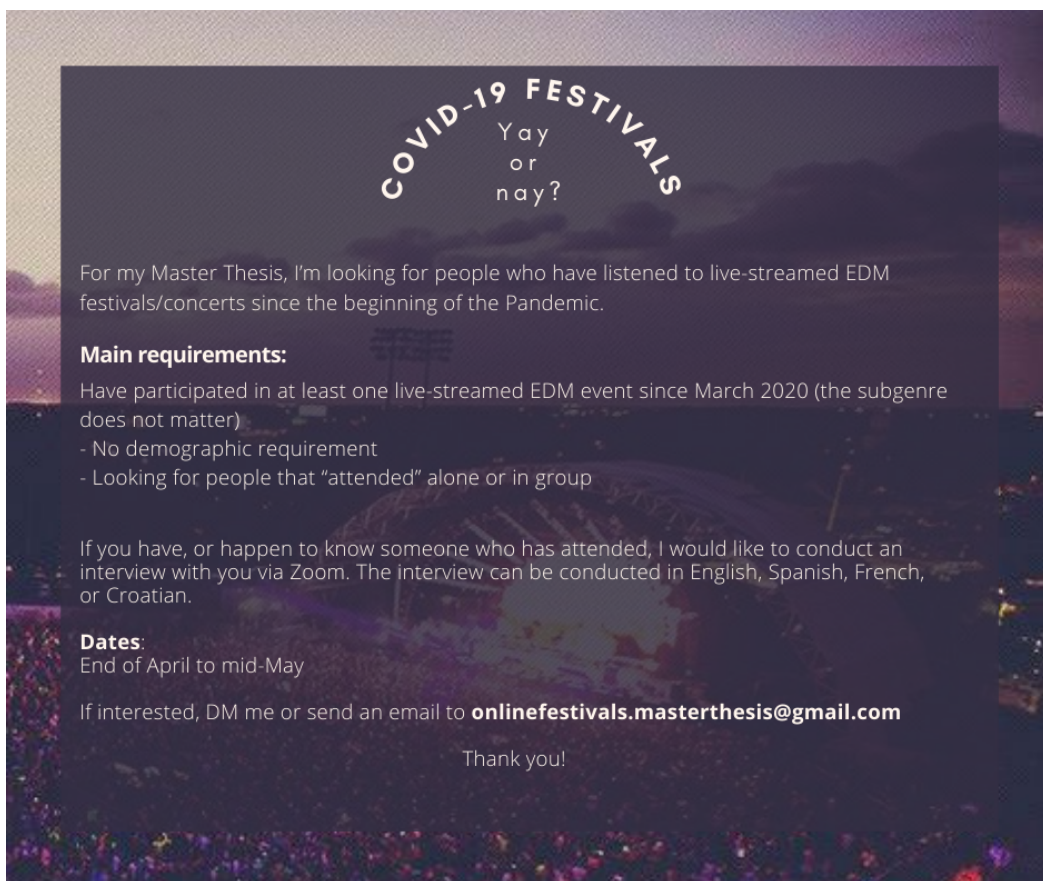 COVID-19 FESTIVALS
Yay
or
nay?
For my Master Thesis, I'm looking for people who have listened to live-streamed EDM
festivals/concerts since the beginning of the Pandemic.
Main requirements:
Have participated in at least one live-streamed EDM event since March 2020 (the subgenre
does not matter)
- No demographic requirement
- Looking for people that “attended” alone or in group
If you have, or happen to know someone who has attended, I would like to conduct an
interview with you via Zoom. The interview can be conducted in English, Spanish, French,
or Croatian.
Dates:
End of April to mid-May
If interested, DM me or send an email to onlinefestivals.masterthesis@gmail.com
Thank you!